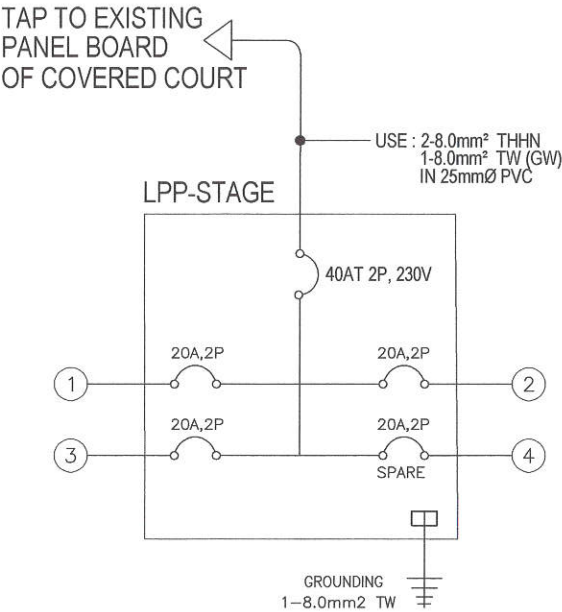 TAP TO EXISTING
PANEL BOARD
OF COVERED COURT
USE : 2-8.0mm² THHN
1-8.0mm² TW (GW)
IN 25mmØ PVC
LPP-STAGE
40AT 2P, 230V
20A,2P
20A,2P
1
2
20A,2P
20A,2P
3
4
SPARE
GROUNDING
1-8.0mm2 TW